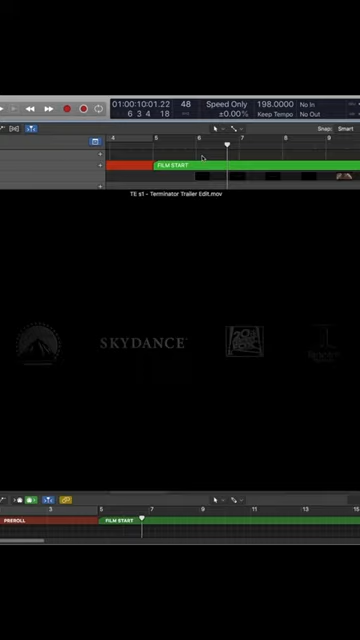 01:00:10:01.22 48 Speed Only 198.0000 No In
6 3 4 18 ±0.00% Keep Tempo No Out
Snap: Smart
4 5 6 7 8 9
FILM START
TE s1 - Terminator Trailer Edit.mov
SKYDANCE
3 5 7 9 11 13 15
PREROLL FILM START